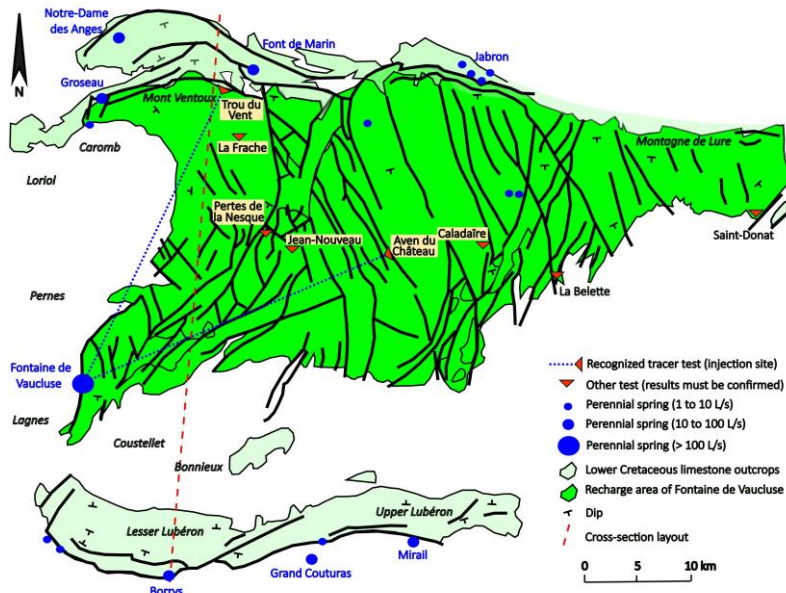 Notre-Dame
des Anges
Font de Marin
Jabron
Groseau
Mont Ventoux
Trou du
Vent
N
Caromb
La Frache
Montagne de Lure
Loriol
Pertes de
la Nesque
Jean-Nouveau
Aven du
Château
Caladaïre
Saint-Donat
La Belette
Pernes
Fontaine de
Vaucluse
Lagnes
Coustellet
Bonnieux
Recognized tracer test (injection site)
Other test (results must be confirmed)
Perennial spring (1 to 10 L/s)
Perennial spring (10 to 100 L/s)
Perennial spring (> 100 L/s)
Lower Cretaceous limestone outcrops
Recharge area of Fontaine de Vaucluse
Dip
Cross-section layout
Lesser Lubéron
Upper Lubéron
Mirail
Grand Couturas
Borrys
0 5 10 km